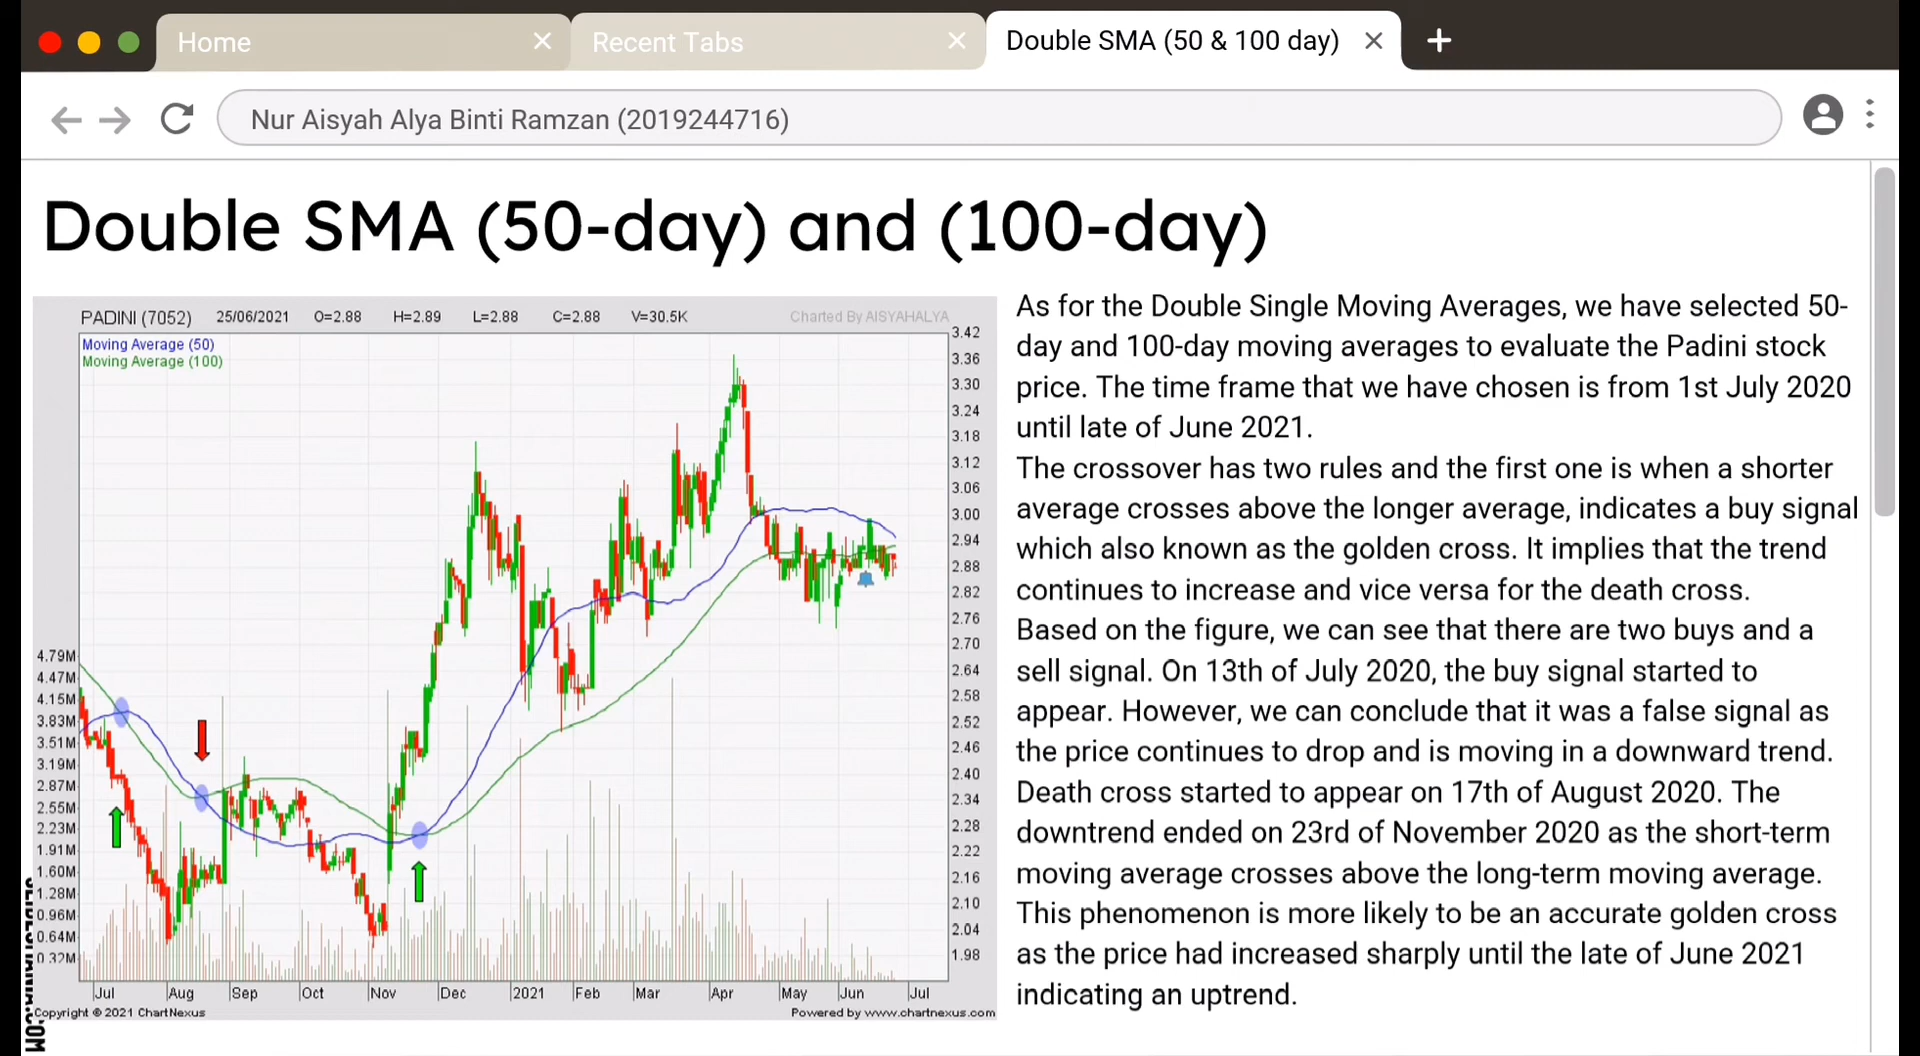 Home
Recent Tabs
Double SMA (50 & 100 day)
Nur Aisyah Alya Binti Ramzan (2019244716)
Double SMA (50-day) and (100-day)
PADINI (7052) 25/06/2021 O=2.88 H=2.89 L=2.88 C=2.88 V=30.5K Charted By AISYAHALYA
Moving Average (50)
Moving Average (100)
3.42
3.36
3.30
3.24
3.18
3.12
3.06
3.00
2.94
2.88
2.82
2.76
2.70
2.64
2.58
2.52
2.46
2.40
2.34
2.28
2.22
2.16
2.10
2.04
1.98
4.79M
4.47M
4.15M
3.83M
3.51M
3.19M
2.87M
2.55M
2.23M
1.91M
1.60M
1.28M
0.96M
0.64M
0 32M
Jul Aug Sep Oct Nov Dec 2021 Feb Mar Apr May Jun Jul
Copyright © 2021 ChartNexus
Powered by www.chartnexus.com
As for the Double Single Moving Averages, we have selected 50-
day and 100-day moving averages to evaluate the Padini stock
price. The time frame that we have chosen is from 1st July 2020
until late of June 2021.
The crossover has two rules and the first one is when a shorter
average crosses above the longer average, indicates a buy signal
which also known as the golden cross. It implies that the trend
continues to increase and vice versa for the death cross.
Based on the figure, we can see that there are two buys and a
sell signal. On 13th of July 2020, the buy signal started to
appear. However, we can conclude that it was a false signal as
the price continues to drop and is moving in a downward trend.
Death cross started to appear on 17th of August 2020. The
downtrend ended on 23rd of November 2020 as the short-term
moving average crosses above the long-term moving average.
This phenomenon is more likely to be an accurate golden cross
as the price had increased sharply until the late of June 2021
indicating an uptrend.